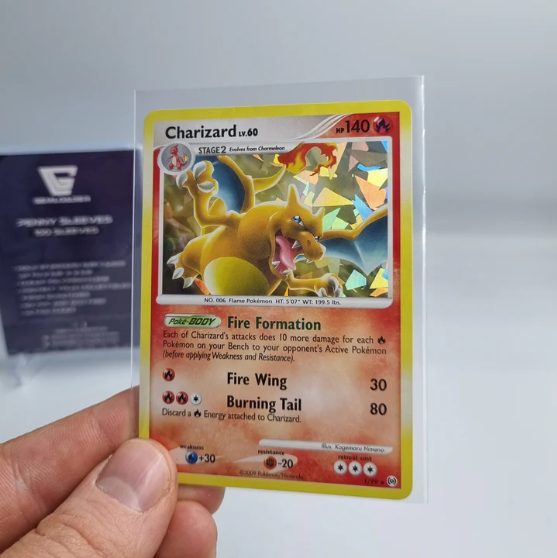 Charizard LV.60
HP 140
STAGE 2 Evolves from Charmeleon
NO. 006 Flame Pokémon HT. 5'07" WT. 199.5 lbs.
Poké-BODY Fire Formation
Each of Charizard's attacks does 10 more damage for each
Pokémon on your Bench to your opponent's Active Pokémon
(before applying Weakness and Resistance).
Fire Wing 30
Burning Tail 80
Discard a Energy attached to Charizard.
Illus. Kagemaru Himeno
weakness
+30
resistance
-20
retreat cost
©2009 Pokémon/Nintendo
PENNY SLEEVES
100 SLEEVES